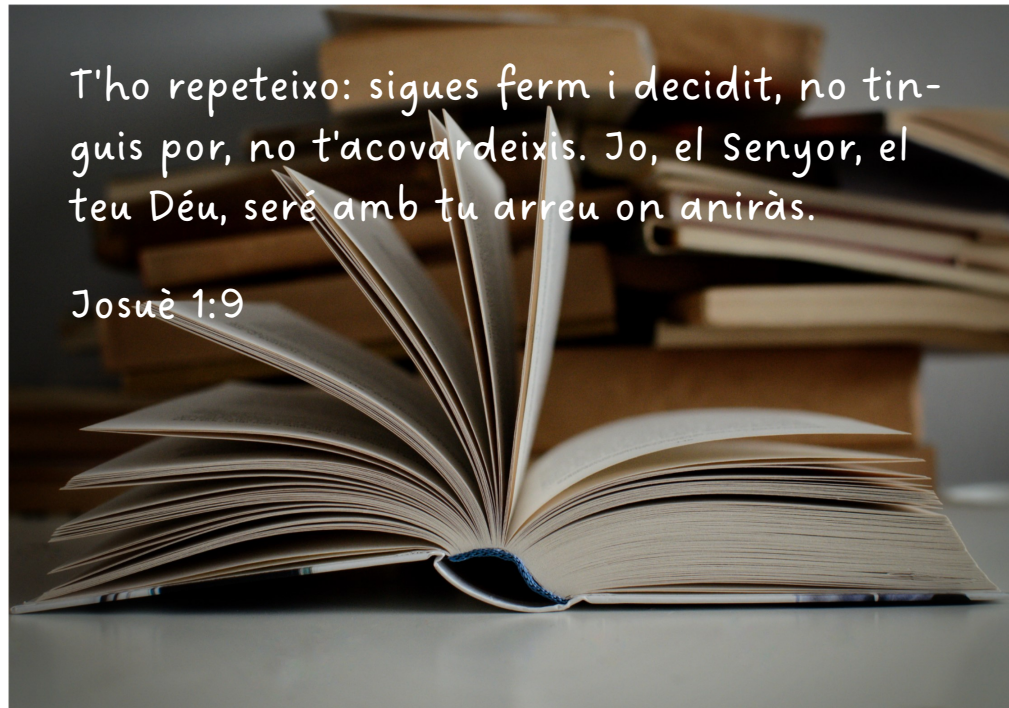 T'ho repeteixo: sigues ferm i decidit, no tin-
guis por, no t'acovardeixis. Jo, el Senyor, el
teu Déu, seré amb tu arreu on aniràs.
Josuè 1:9